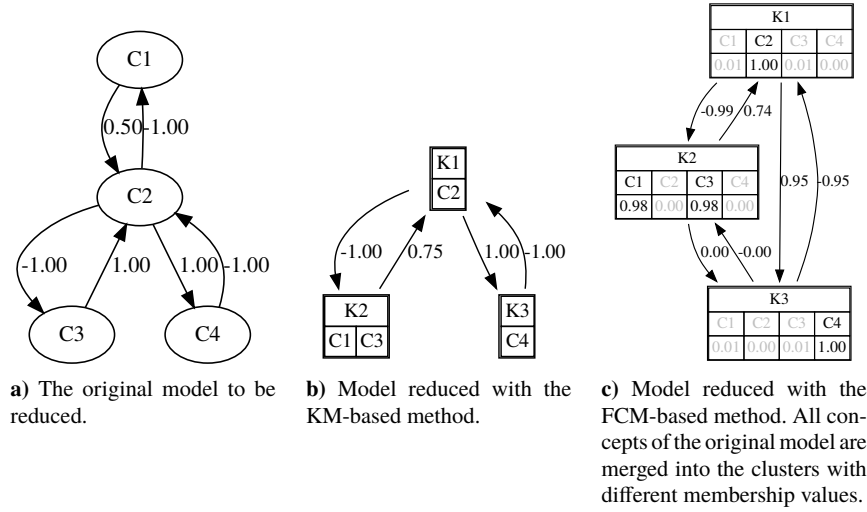 C1
0.50
-1.00
C2
-1.00
1.00
1.00
-1.00
C3
C4
a) The original model to be
reduced.
K1
C2
-1.00
0.75
1.00
-1.00
K2
C1 C3
K3
C4
b) Model reduced with the
KM-based method.
K1
C1 C2 C3 C4
0.01 1.00 0.01 0.00
-0.99
0.74
K2
C1 C2 C3 C4
0.98 0.00 0.98 0.00
0.95
-0.95
0.00
-0.00
K3
C1 C2 C3 C4
0.01 0.00 0.01 1.00
c) Model reduced with the
FCM-based method. All con-
cepts of the original model are
merged into the clusters with
different membership values.